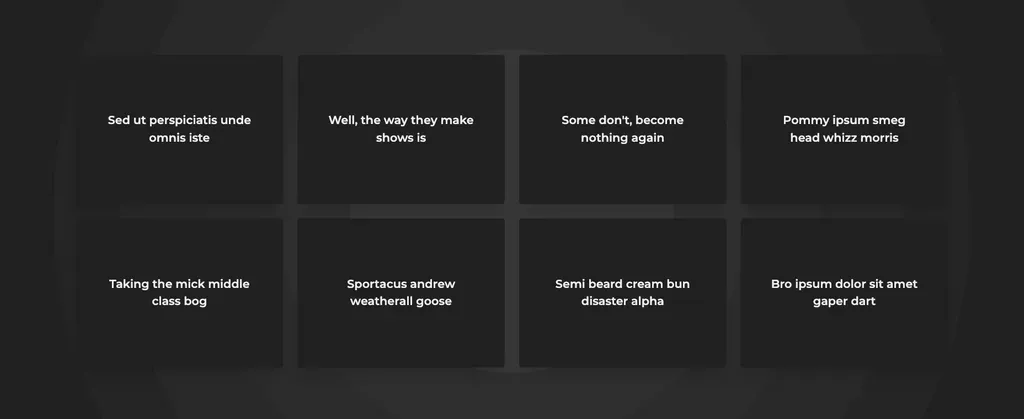 Sed ut perspiciatis unde
omnis iste
Well, the way they make
shows is
Some don't, become
nothing again
Pommy ipsum smeg
head whizz morris
Taking the mick middle
class bog
Sportacus andrew
weatherall goose
Semi beard cream bun
disaster alpha
Bro ipsum dolor sit amet
gaper dart